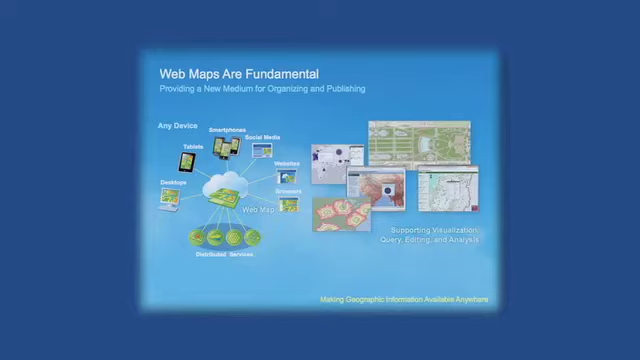 Web Maps Are Fundamental
Providing a New Medium for Organizing and Publishing
Any Device
Smartphones
Social Media
Tablets
Websites
Desktops
Browsers
Web Map
Distributed Services
Supporting Visualization,
Query, Editing, and Analysis
Making Geographic Information Available Anywhere